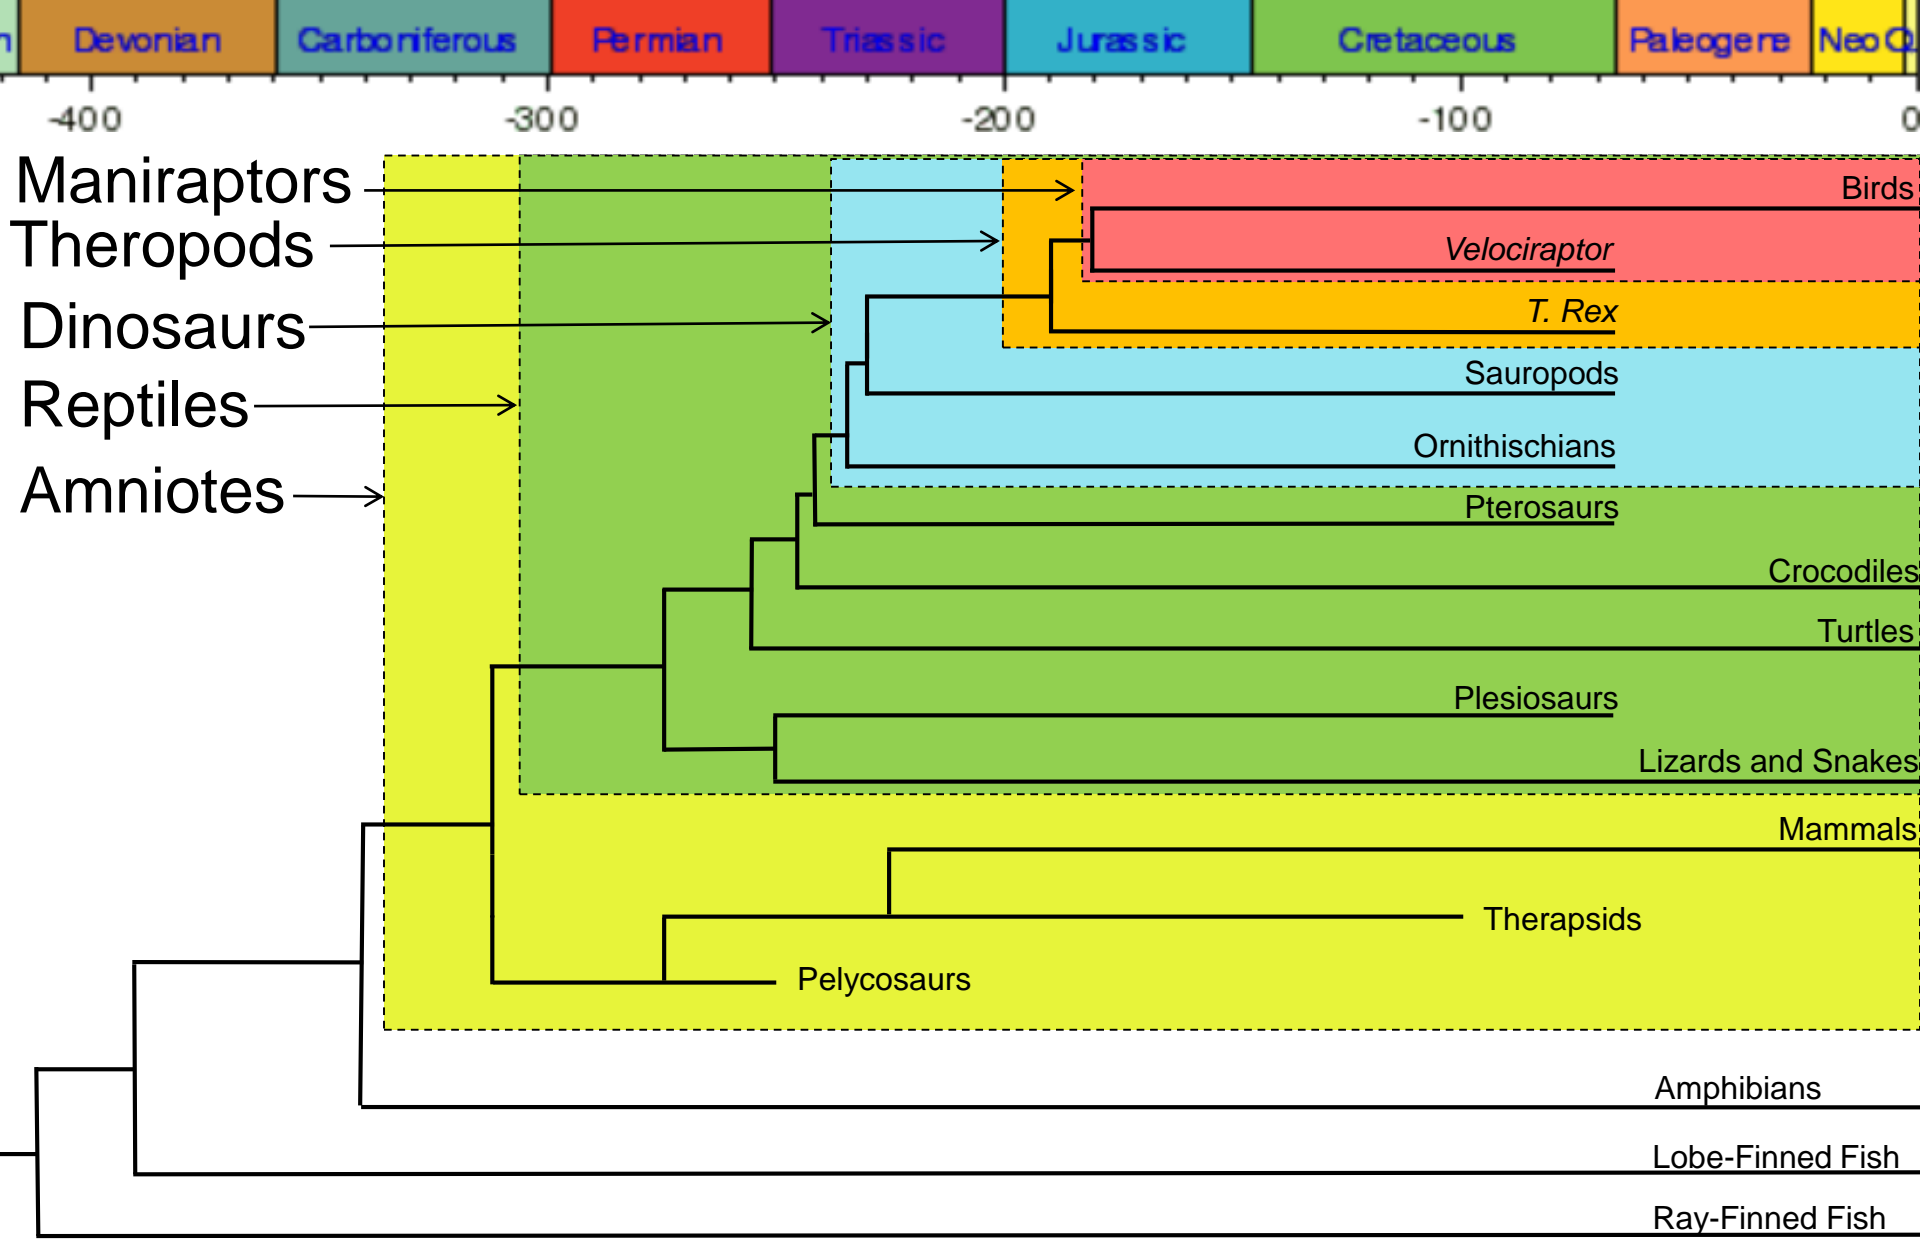 n Devonian Carboniferous Permian Triassic Jurassic Cretaceous Paleogene Neo Q
-400 -300 -200 -100 0
Maniraptors
Theropods
Dinosaurs
Reptiles
Amniotes
Birds
Velociraptor
T. Rex
Sauropods
Ornithischians
Pterosaurs
Crocodiles
Turtles
Plesiosaurs
Lizards and Snakes
Mammals
Therapsids
Pelycosaurs
Amphibians
Lobe-Finned Fish
Ray-Finned Fish